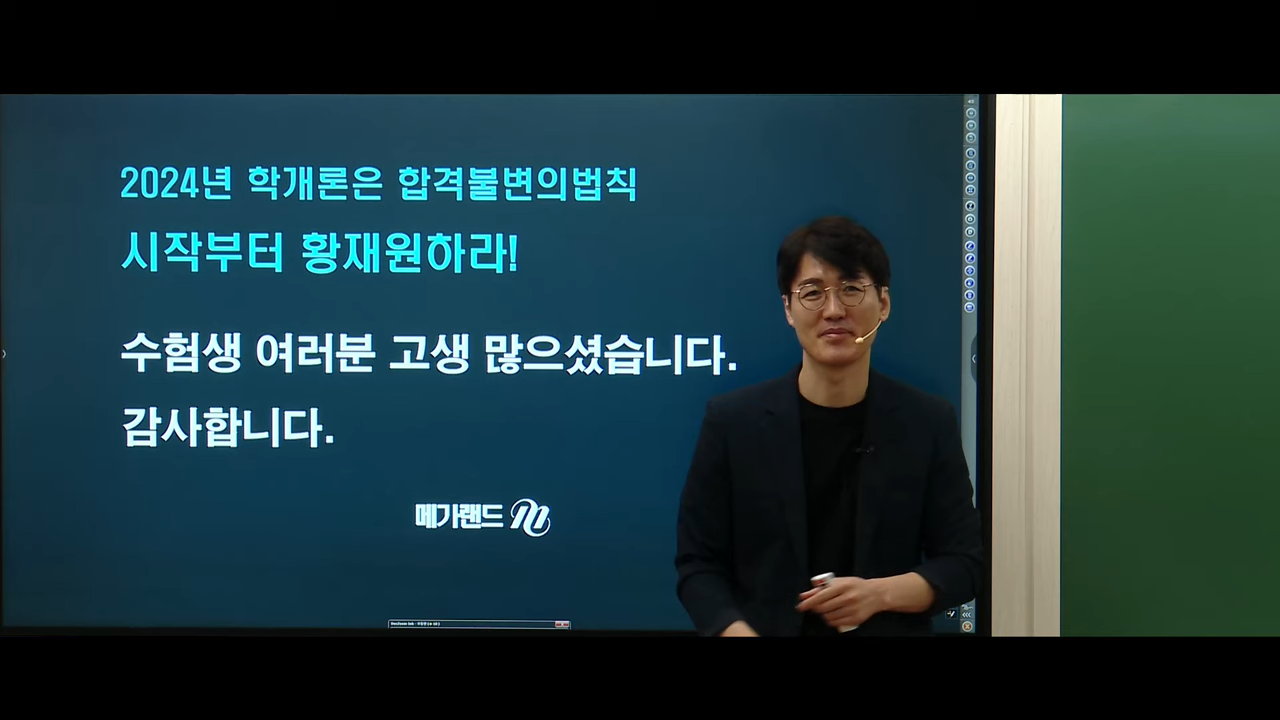 2024년 학개론은 합격불변의법칙
시작부터 황재원하라!
수험생 여러분 고생 많으셨습니다.
감사합니다.
메가랜드